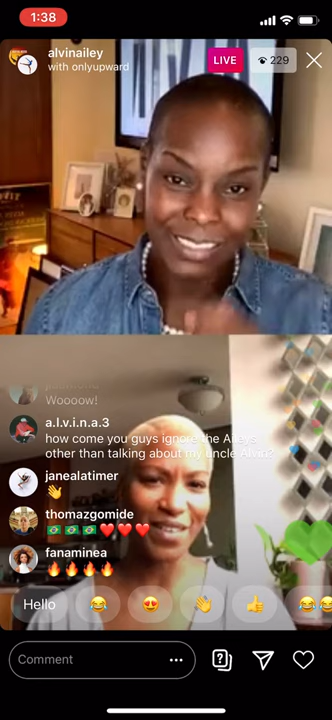 1:38
alvinailey
with onlyupward
LIVE
229
Woooow!
a.l.v.i.n.a.3
how come you guys ignore the Aileys
other than talking about my uncle Alvin?
janealatimer
👋
thomazgomide
🇧🇷🇧🇷🇧🇷❤️❤️❤️
fanaminea
🔥🔥🔥🔥
Hello 😂 😍 👋 👍 😂😂
Comment